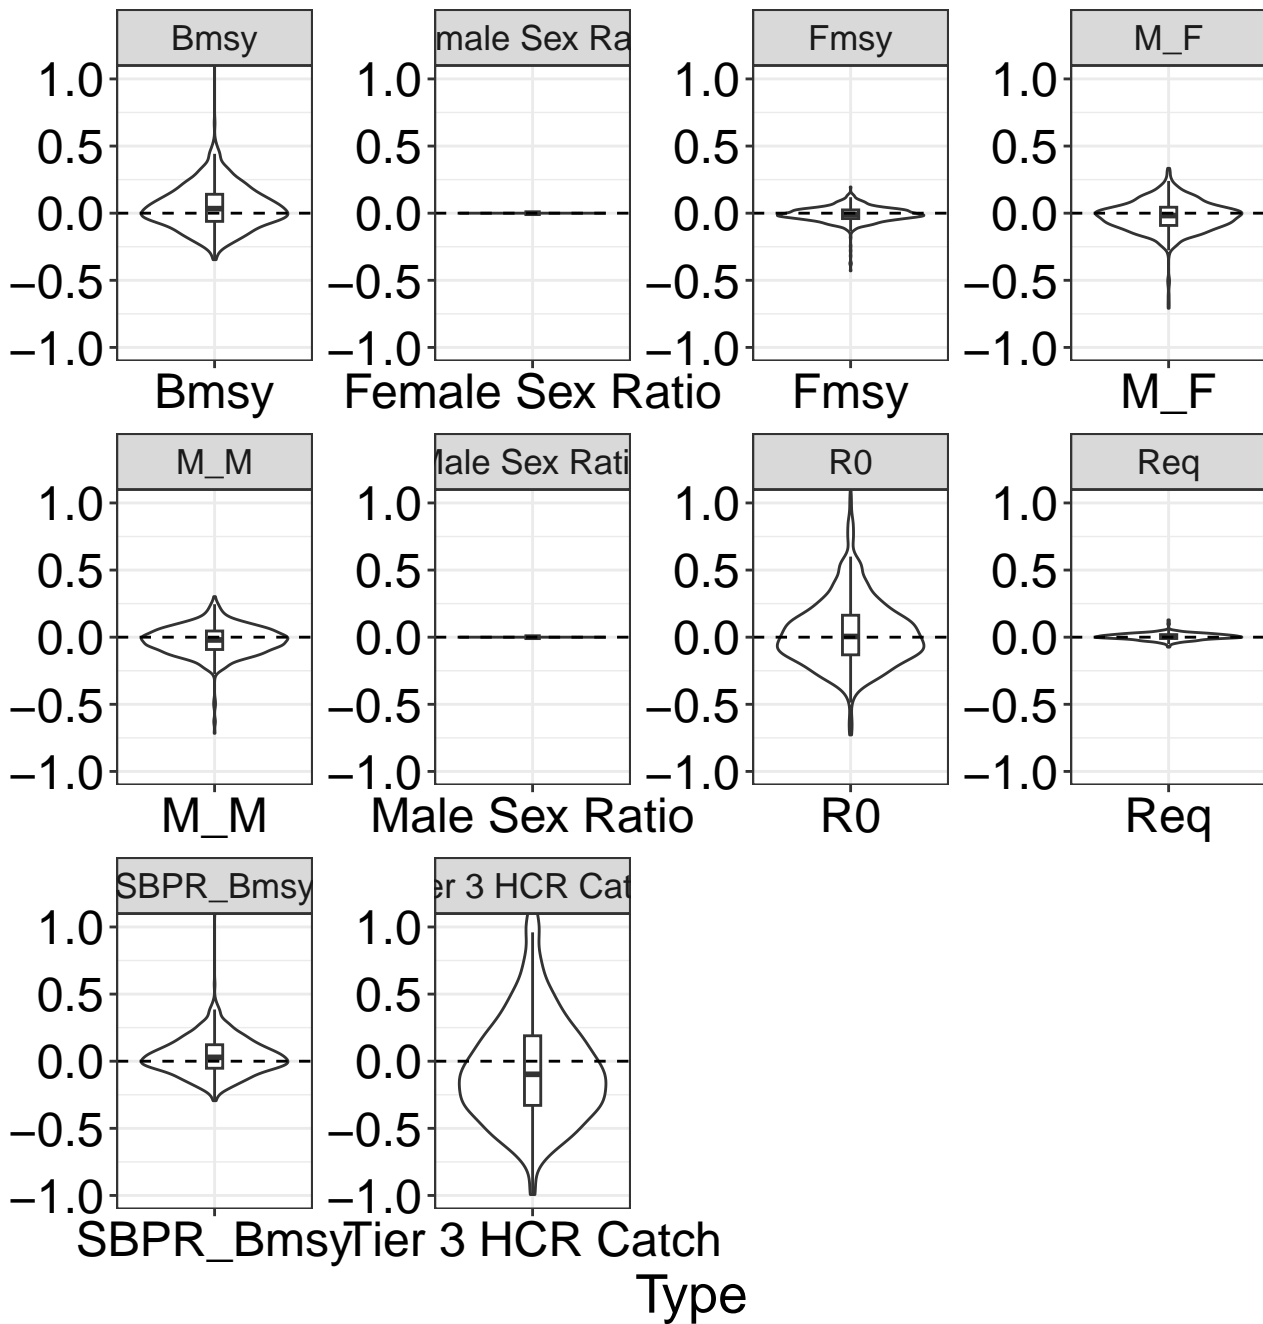 Bmsy
male Sex Ra
Fmsy
M_F
1.0
0.5
0.0
−0.5
−1.0
1.0
0.5
0.0
−0.5
−1.0
1.0
0.5
0.0
−0.5
−1.0
1.0
0.5
0.0
−0.5
−1.0
Bmsy
Female Sex Ratio
Fmsy
M_F
M_M
Male Sex Rati
R0
Req
1.0
0.5
0.0
−0.5
−1.0
1.0
0.5
0.0
−0.5
−1.0
1.0
0.5
0.0
−0.5
−1.0
1.0
0.5
0.0
−0.5
−1.0
M_M
Male Sex Ratio
R0
Req
SBPR_Bmsy
er 3 HCR Cat
1.0
0.5
0.0
−0.5
−1.0
1.0
0.5
0.0
−0.5
−1.0
SBPR_Bmsy
Tier 3 HCR Catch
Type